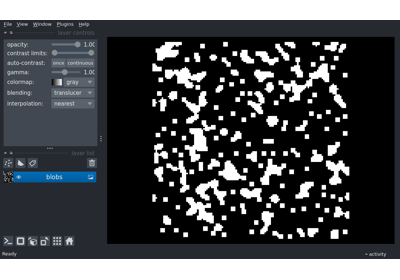 File View Window Plugins Help
layer controls
opacity: 1.00
contrast limits:
auto-contrast: once continuous
gamma: 1.00
colormap: gray
blending: translucen
interpolation: nearest
layer list
blobs
Ready
activity